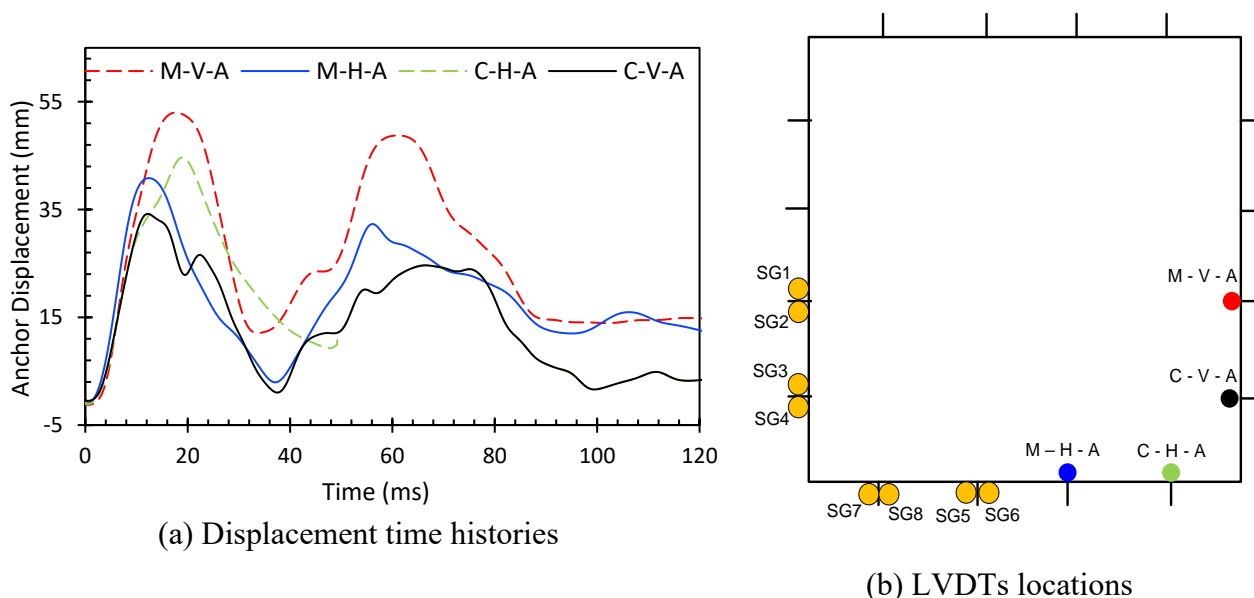 M-V-A M-H-A C-H-A C-V-A
55
35
15
-5
Anchor Displacement (mm)
0 20 40 60 80 100 120
Time (ms)
(a) Displacement time histories
SG1
SG2
SG3
SG4
M - V - A
C - V - A
M – H - A C - H - A
SG7 SG8 SG5 SG6
(b) LVDTs locations